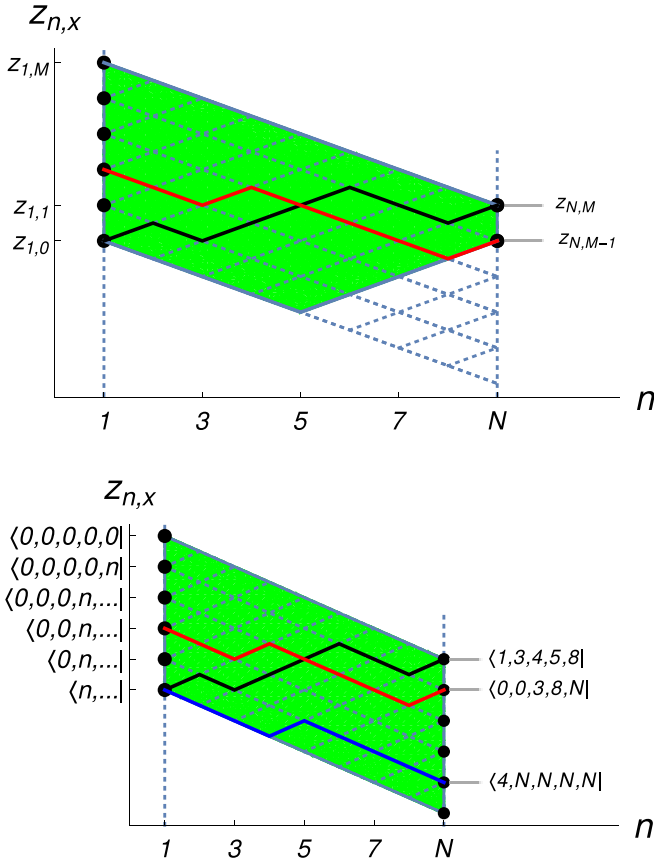 z_{n,x}
z_{1,M}
z_{1,1}
z_{1,0}
z_{N,M}
z_{N,M−1}
1 3 5 7 N n
z_{n,x}
⟨0,0,0,0,0|
⟨0,0,0,0,n|
⟨0,0,0,n,...|
⟨0,0,n,...|
⟨0,n,...|
⟨n,...|
⟨1,3,4,5,8|
⟨0,0,3,8,N|
⟨4,N,N,N,N|
1 3 5 7 N n